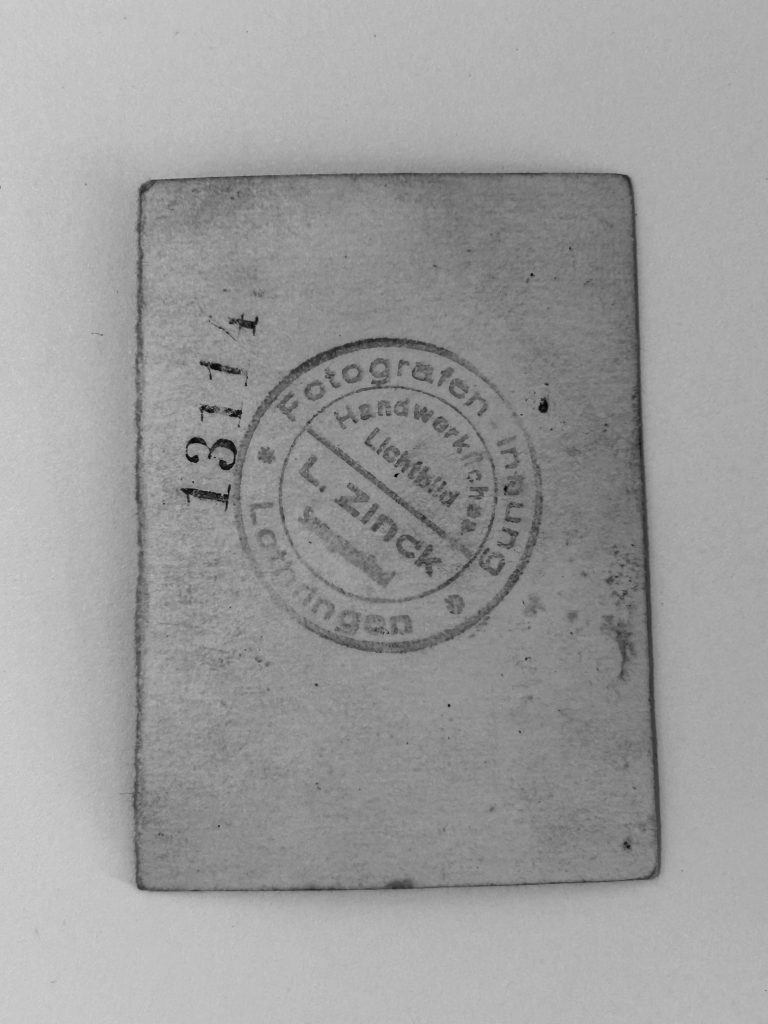 13114
Fotografen-Innung
Handwerkliches
Lichtbild
L. Zinck
Lothringen